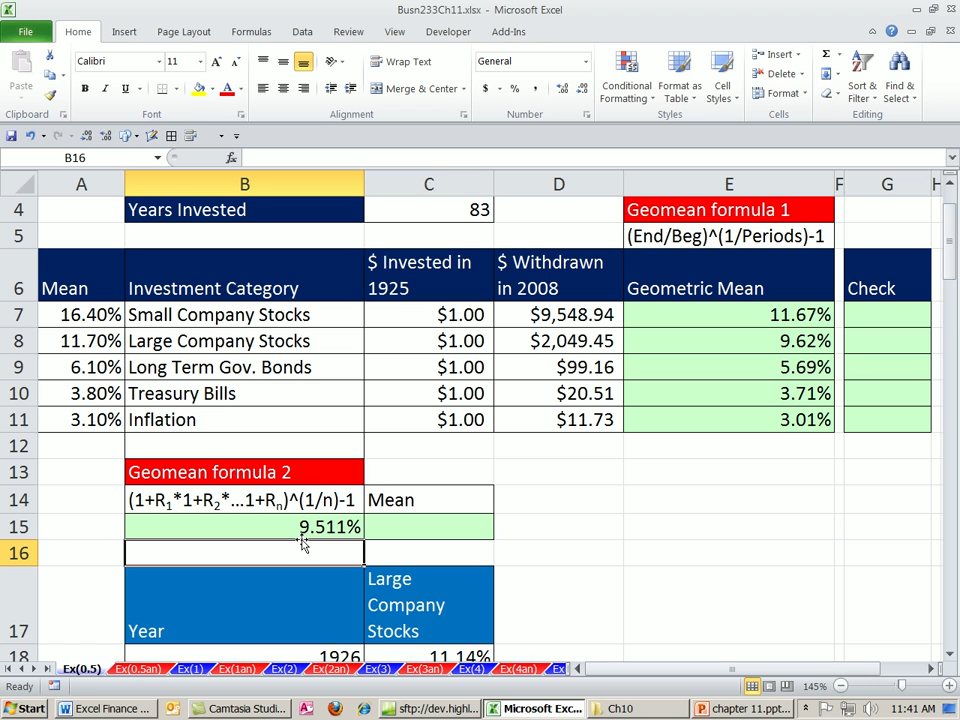 Busn233Ch11.xlsx - Microsoft Excel
File Home Insert Page Layout Formulas Data Review View Developer Add-Ins
Paste Calibri 11 Wrap Text General Conditional Formatting Format as Table Cell Styles Insert Sort & Filter Find & Select
B I U A Merge & Center $ % , Delete
Format
Clipboard Font Alignment Number Styles Cells Editing
B16 fx
A B C D E F G H
4 Years Invested 83 Geomean formula 1
5 (End/Beg)^(1/Periods)-1
6 Mean Investment Category $ Invested in 1925 $ Withdrawn in 2008 Geometric Mean Check
7 16.40% Small Company Stocks $1.00 $9,548.94 11.67%
8 11.70% Large Company Stocks $1.00 $2,049.45 9.62%
9 6.10% Long Term Gov. Bonds $1.00 $99.16 5.69%
10 3.80% Treasury Bills $1.00 $20.51 3.71%
11 3.10% Inflation $1.00 $11.73 3.01%
12
13 Geomean formula 2
14 (1+R1*1+R2*...1+Rn)^(1/n)-1 Mean
15 9.511%
16
17 Year Large Company Stocks
18 1926 11.14%
Ex(0.5) Ex(0.5an) Ex(1) Ex(1an) Ex(2) Ex(2an) Ex(3) Ex(3an) Ex(4) Ex(4an) Ex
Ready 145%
Start Excel Finance ... Camtasia Studi... sftp://dev.highl... Microsoft Exc... Ch10 chapter 11.ppt... 11:41 AM